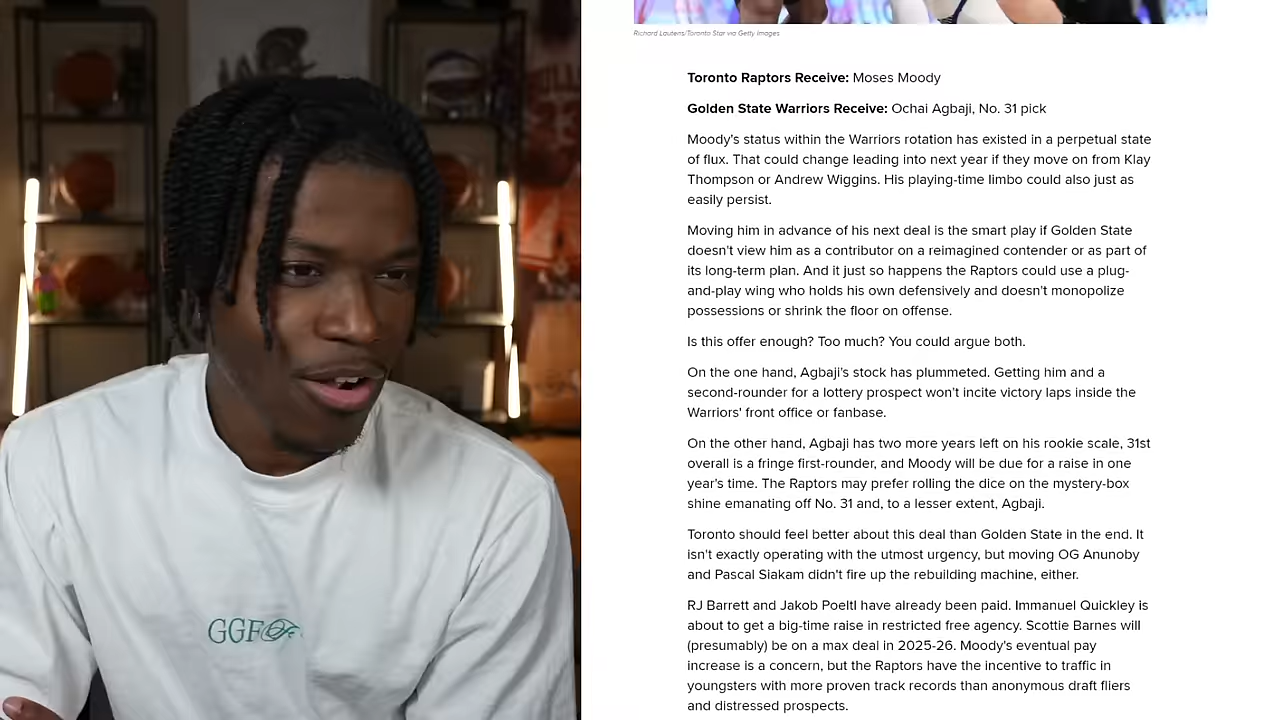 Richard Lautens/Toronto Star via Getty Images
Toronto Raptors Receive: Moses Moody
Golden State Warriors Receive: Ochai Agbaji, No. 31 pick
Moody's status within the Warriors rotation has existed in a perpetual state
of flux. That could change leading into next year if they move on from Klay
Thompson or Andrew Wiggins. His playing-time limbo could also just as
easily persist.
Moving him in advance of his next deal is the smart play if Golden State
doesn't view him as a contributor on a reimagined contender or as part of
its long-term plan. And it just so happens the Raptors could use a plug-
and-play wing who holds his own defensively and doesn't monopolize
possessions or shrink the floor on offense.
Is this offer enough? Too much? You could argue both.
On the one hand, Agbaji's stock has plummeted. Getting him and a
second-rounder for a lottery prospect won't incite victory laps inside the
Warriors' front office or fanbase.
On the other hand, Agbaji has two more years left on his rookie scale, 31st
overall is a fringe first-rounder, and Moody will be due for a raise in one
year's time. The Raptors may prefer rolling the dice on the mystery-box
shine emanating off No. 31 and, to a lesser extent, Agbaji.
Toronto should feel better about this deal than Golden State in the end. It
isn't exactly operating with the utmost urgency, but moving OG Anunoby
and Pascal Siakam didn't fire up the rebuilding machine, either.
RJ Barrett and Jakob Poeltl have already been paid. Immanuel Quickley is
about to get a big-time raise in restricted free agency. Scottie Barnes will
(presumably) be on a max deal in 2025-26. Moody's eventual pay
increase is a concern, but the Raptors have the incentive to traffic in
youngsters with more proven track records than anonymous draft fliers
and distressed prospects.
GGF